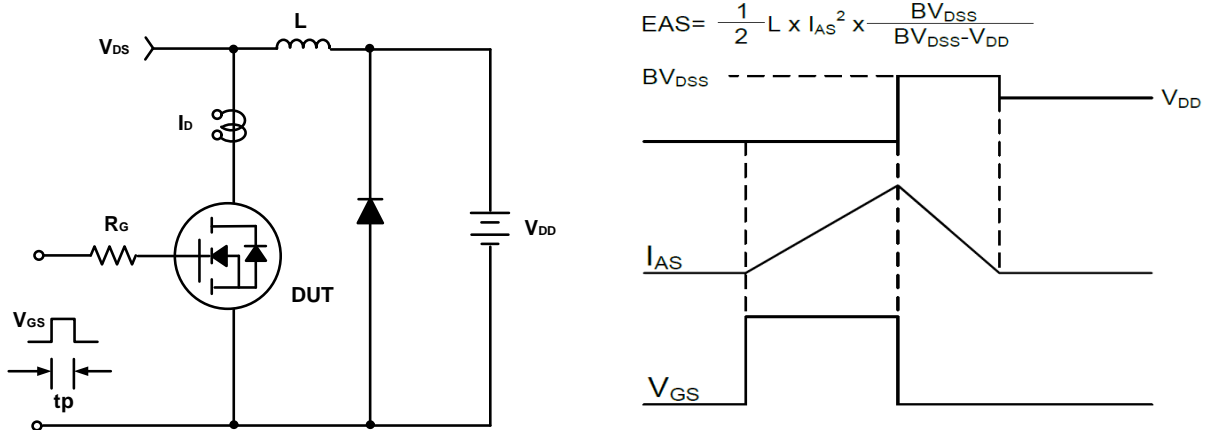 L
VDS
ID
RG
VDD
DUT
VGS
tp
EAS= 1/2 L x IAS² x BVDSS/BVDSS-VDD
BVDSS
VDD
IAS
VGS